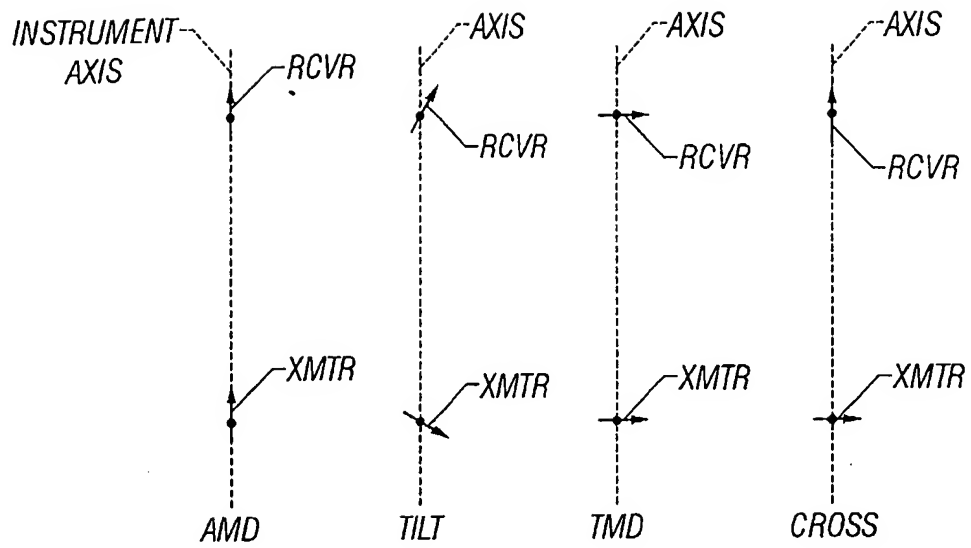 INSTRUMENT
AXIS
RCVR
AXIS
RCVR
AXIS
RCVR
AXIS
RCVR
XMTR
XMTR
XMTR
XMTR
AMD
TILT
TMD
CROSS